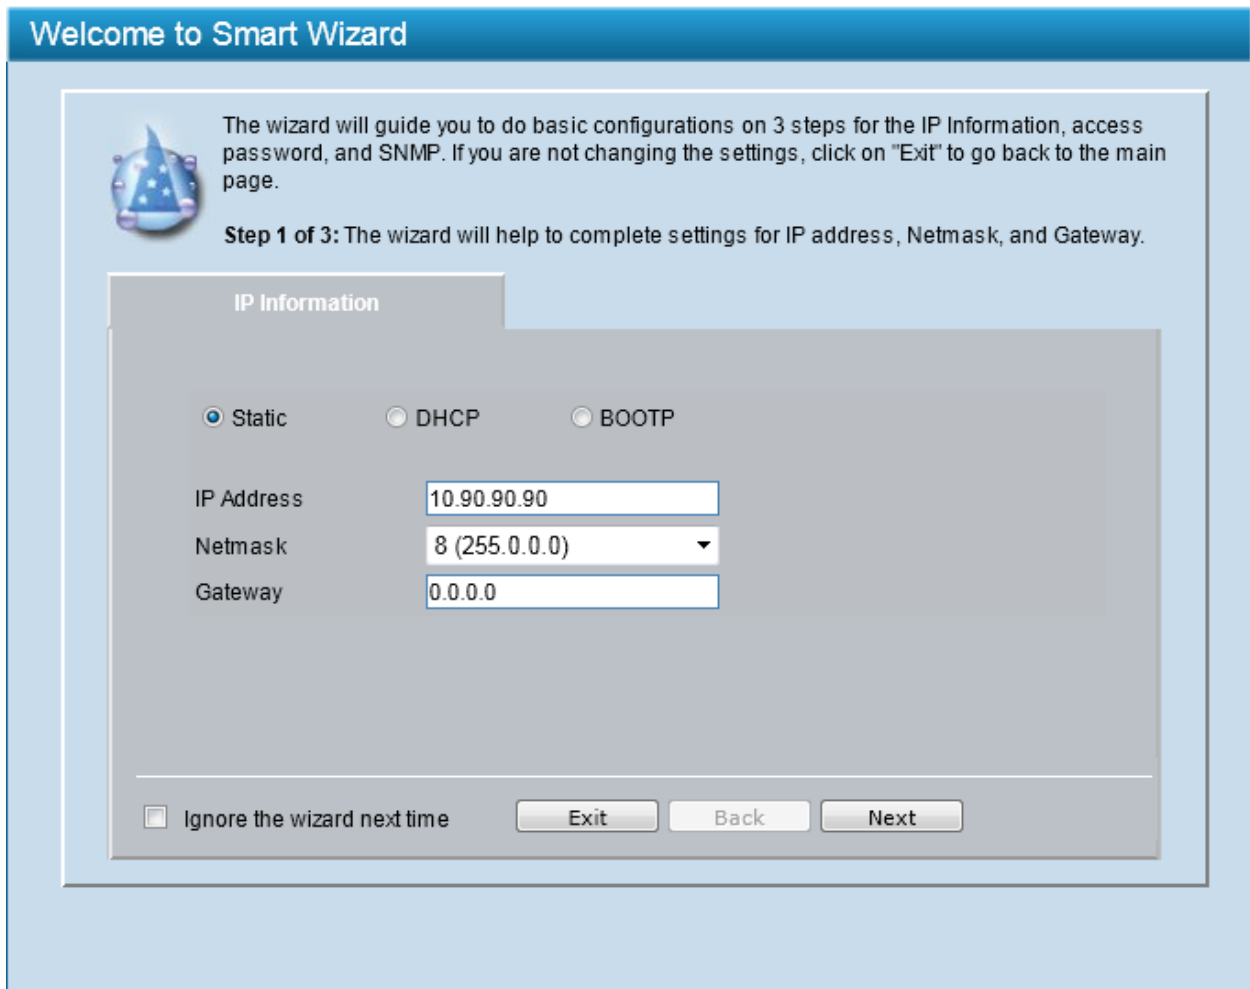 Welcome to Smart Wizard
The wizard will guide you to do basic configurations on 3 steps for the IP Information, access
password, and SNMP. If you are not changing the settings, click on "Exit" to go back to the main
page.
Step 1 of 3: The wizard will help to complete settings for IP address, Netmask, and Gateway.
IP Information
Static DHCP BOOTP
IP Address 10.90.90.90
Netmask 8 (255.0.0.0)
Gateway 0.0.0.0
Ignore the wizard next time Exit Back Next